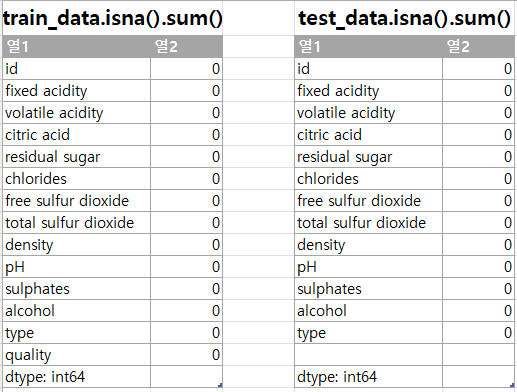 train_data.isna().sum() test_data.isna().sum()
열1 열2 열1 열2
id 0 id 0
fixed acidity 0 fixed acidity 0
volatile acidity 0 volatile acidity 0
citric acid 0 citric acid 0
residual sugar 0 residual sugar 0
chlorides 0 chlorides 0
free sulfur dioxide 0 free sulfur dioxide 0
total sulfur dioxide 0 total sulfur dioxide 0
density 0 density 0
pH 0 pH 0
sulphates 0 sulphates 0
alcohol 0 alcohol 0
type 0 type 0
quality 0
dtype: int64 dtype: int64